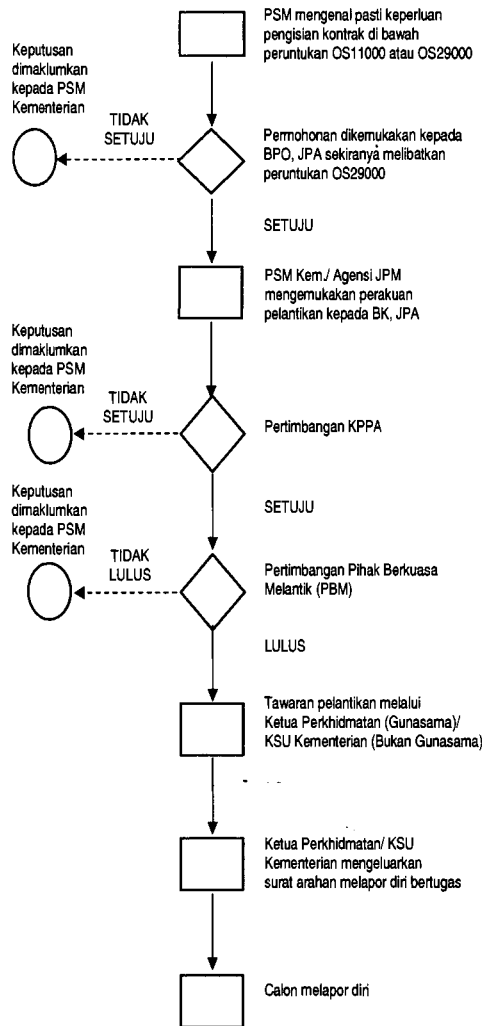 PSM mengenal pasti keperluan
pengisian kontrak di bawah
peruntukan OS11000 atau OS29000
Keputusan
dimaklumkan
kepada PSM
Kementerian
TIDAK
SETUJU
Permohonan dikemukakan kepada
BPO, JPA sekiranya melibatkan
peruntukan OS29000
SETUJU
PSM Kem./ Agensi JPM
mengemukakan perakuan
pelantikan kepada BK, JPA
Keputusan
dimaklumkan
kepada PSM
Kementerian
TIDAK
SETUJU
Pertimbangan KPPA
Keputusan
dimaklumkan
kepada PSM
Kementerian
SETUJU
TIDAK
LULUS
Pertimbangan Pihak Berkuasa
Melantik (PBM)
LULUS
Tawaran pelantikan melalui
Ketua Perkhidmatan (Gunasama)/
KSU Kementerian (Bukan Gunasama)
Ketua Perkhidmatan/ KSU
Kementerian mengeluarkan
surat arahan melapor diri bertugas
Calon melapor diri